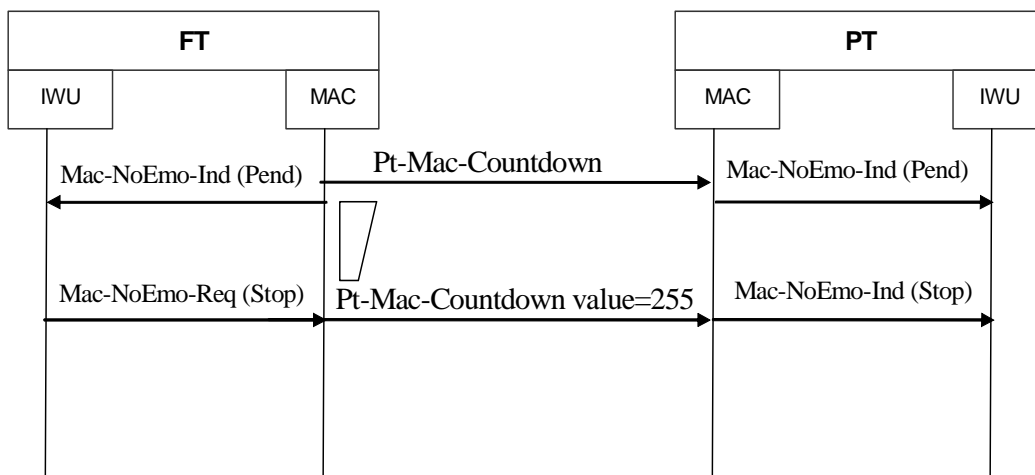 FT
PT
IWU
MAC
MAC
IWU
Mac-NoEmo-Ind (Pend)
Pt-Mac-Countdown
Mac-NoEmo-Ind (Pend)
Mac-NoEmo-Req (Stop)
Pt-Mac-Countdown value=255
Mac-NoEmo-Ind (Stop)